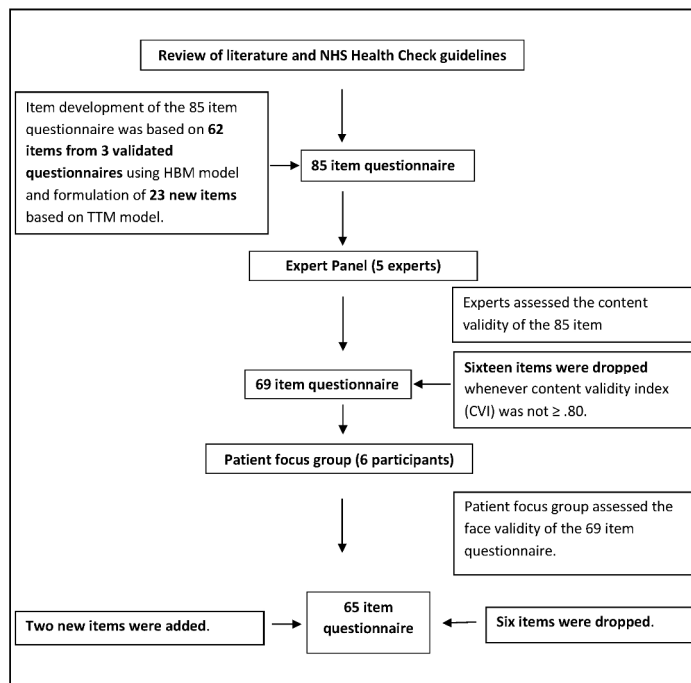 Review of literature and NHS Health Check guidelines
Item development of the 85 item
questionnaire was based on 62
items from 3 validated
questionnaires using HBM model
and formulation of 23 new items
based on TTM model.
85 item questionnaire
Expert Panel (5 experts)
Experts assessed the content
validity of the 85 item
69 item questionnaire
Sixteen items were dropped
whenever content validity index
(CVI) was not ≥ .80.
Patient focus group (6 participants)
Patient focus group assessed the
face validity of the 69 item
questionnaire.
Two new items were added.
65 item
questionnaire
Six items were dropped.